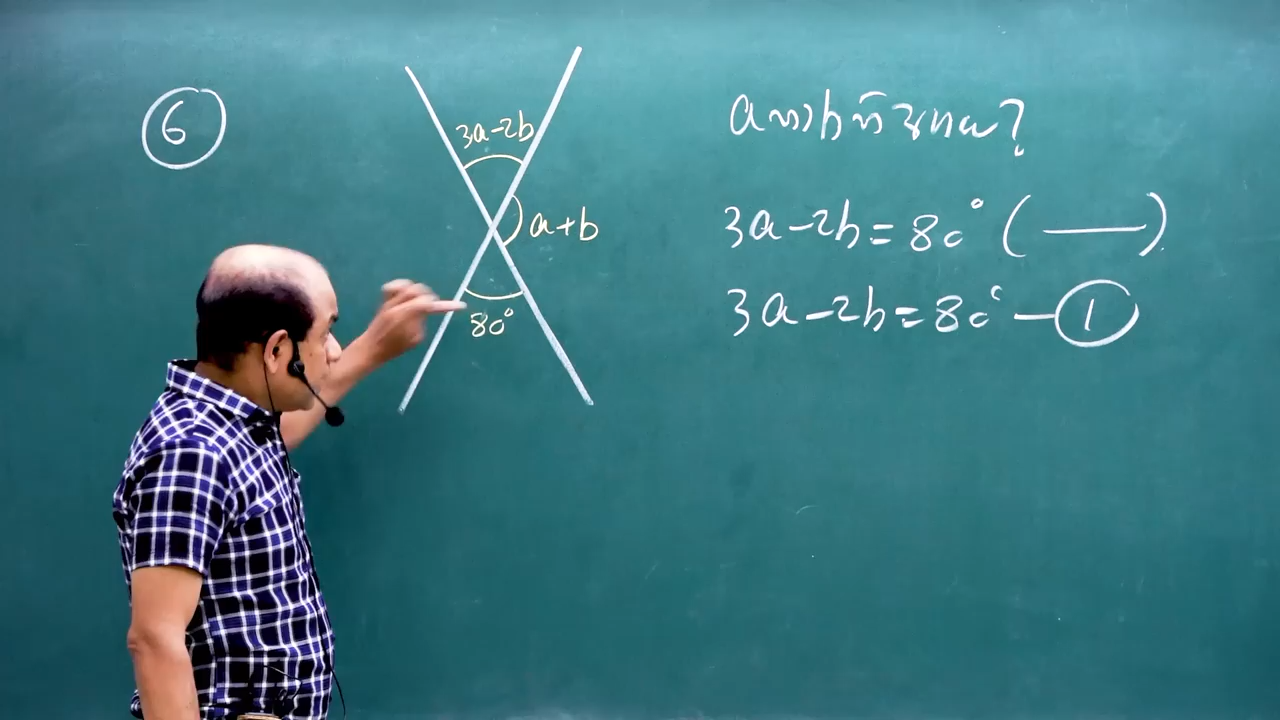 6
3a-2b
a+b
80°
3a-2b=80° (———)
3a-2b=80° —1